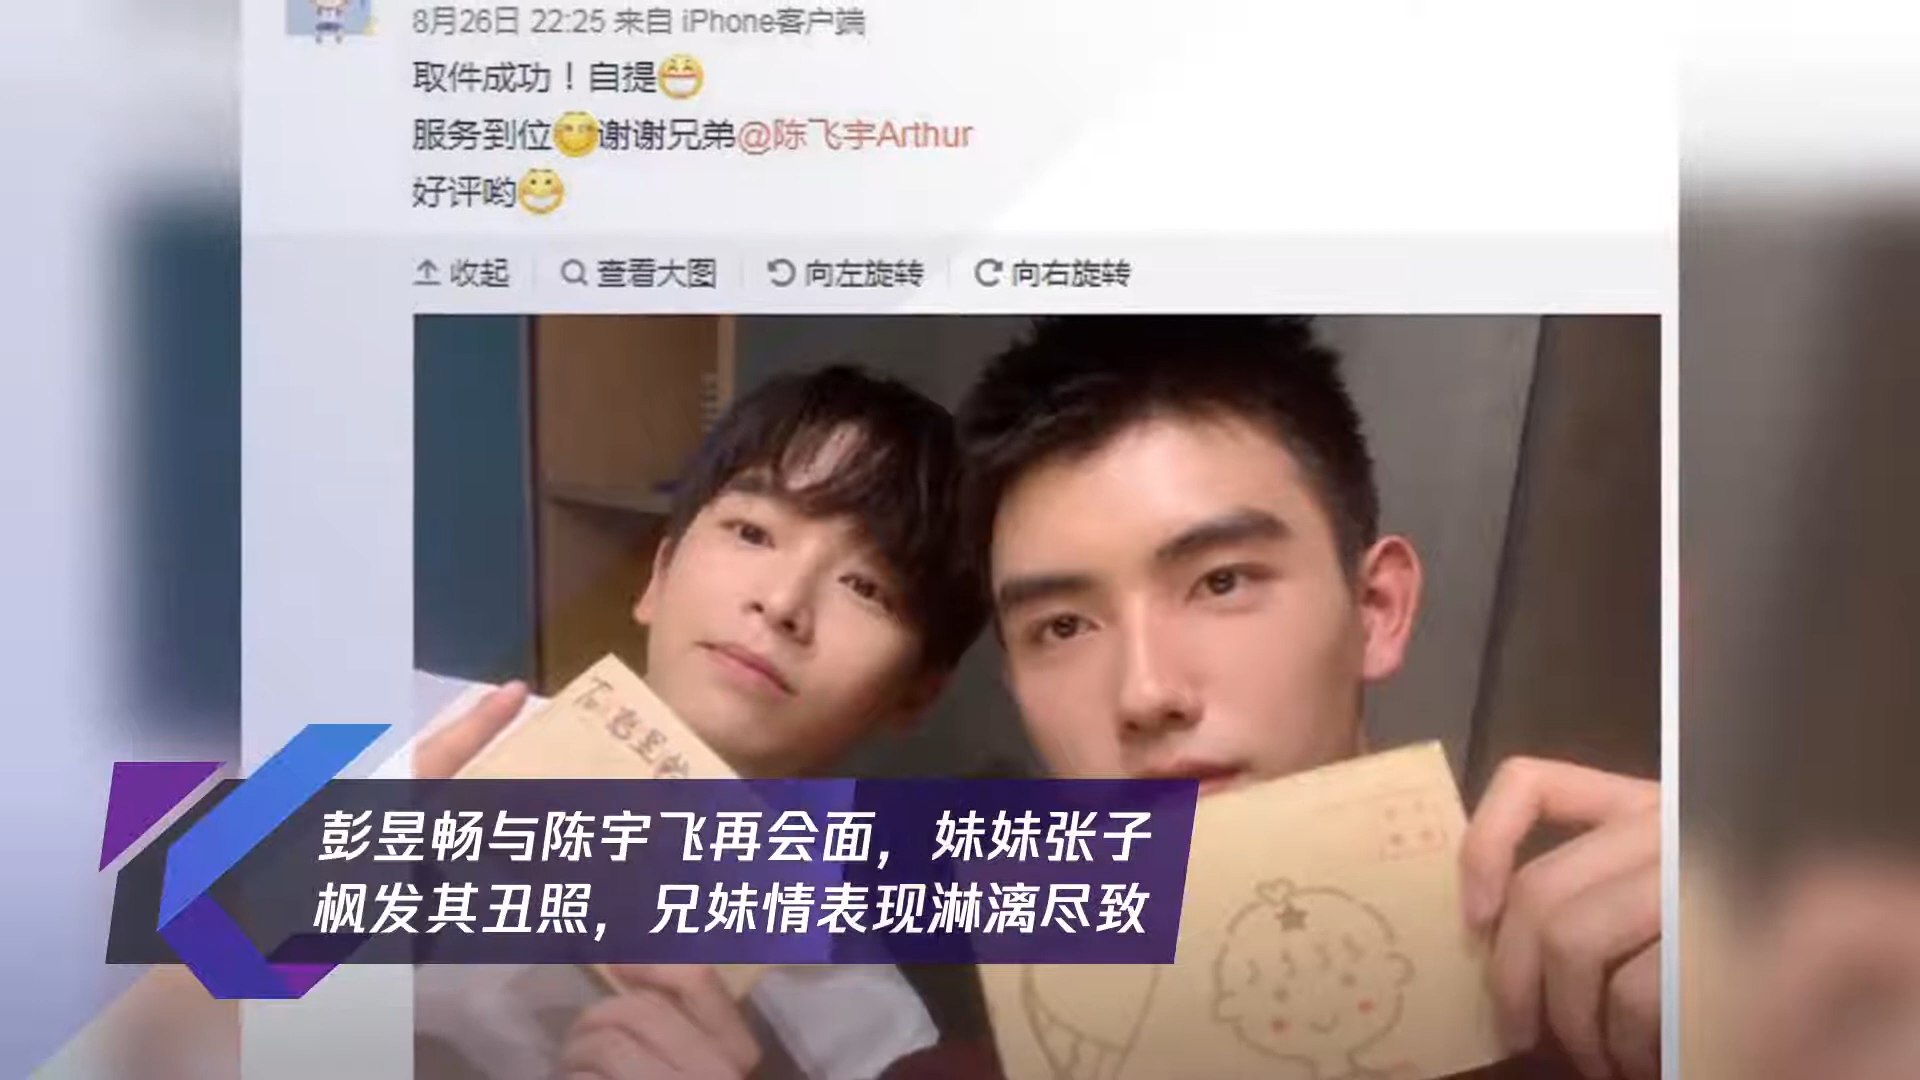 8月26日 22:25 来自 iPhone客户端
取件成功！自提
服务到位谢谢兄弟@陈飞宇Arthur
好评哟
收起 查看大图 向左旋转 向右旋转
To
彭昱畅与陈宇飞再会面，妹妹张子
枫发其丑照，兄妹情表现淋漓尽致